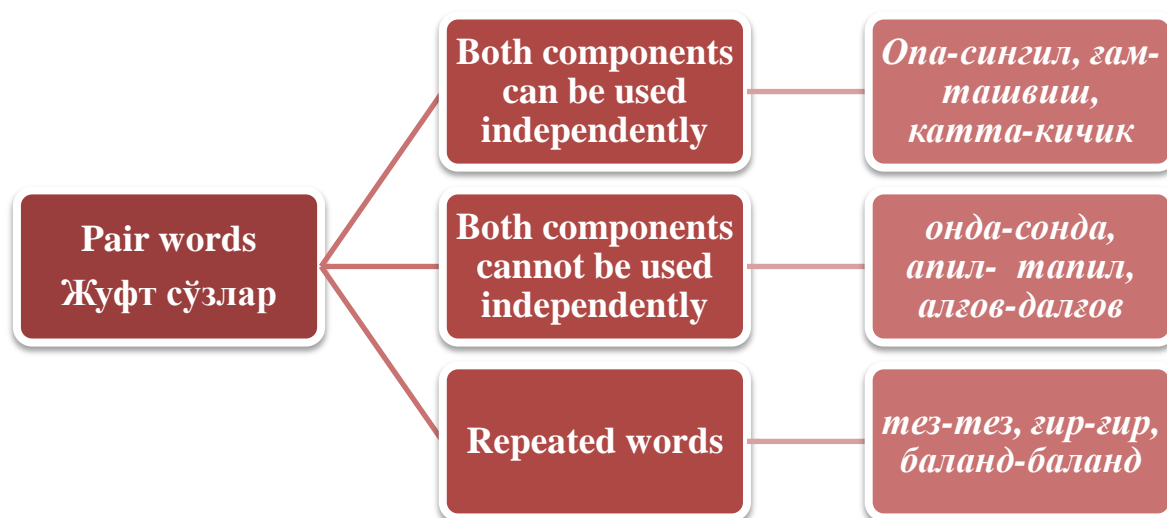 Both components
can be used
independently
Опа-сингил, ғам-
ташвиш,
катта-кичик
Pair words
Жуфт сўзлар
Both components
cannot be used
independently
онда-сонда,
апил- тапил,
алғов-далғов
Repeated words
тез-тез, ғир-ғир,
баланд-баланд